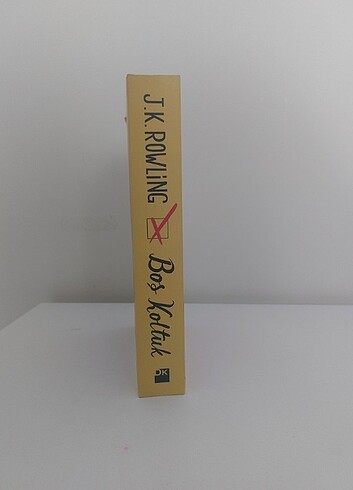 J.K. ROWLING
Boş Koltuk
DK